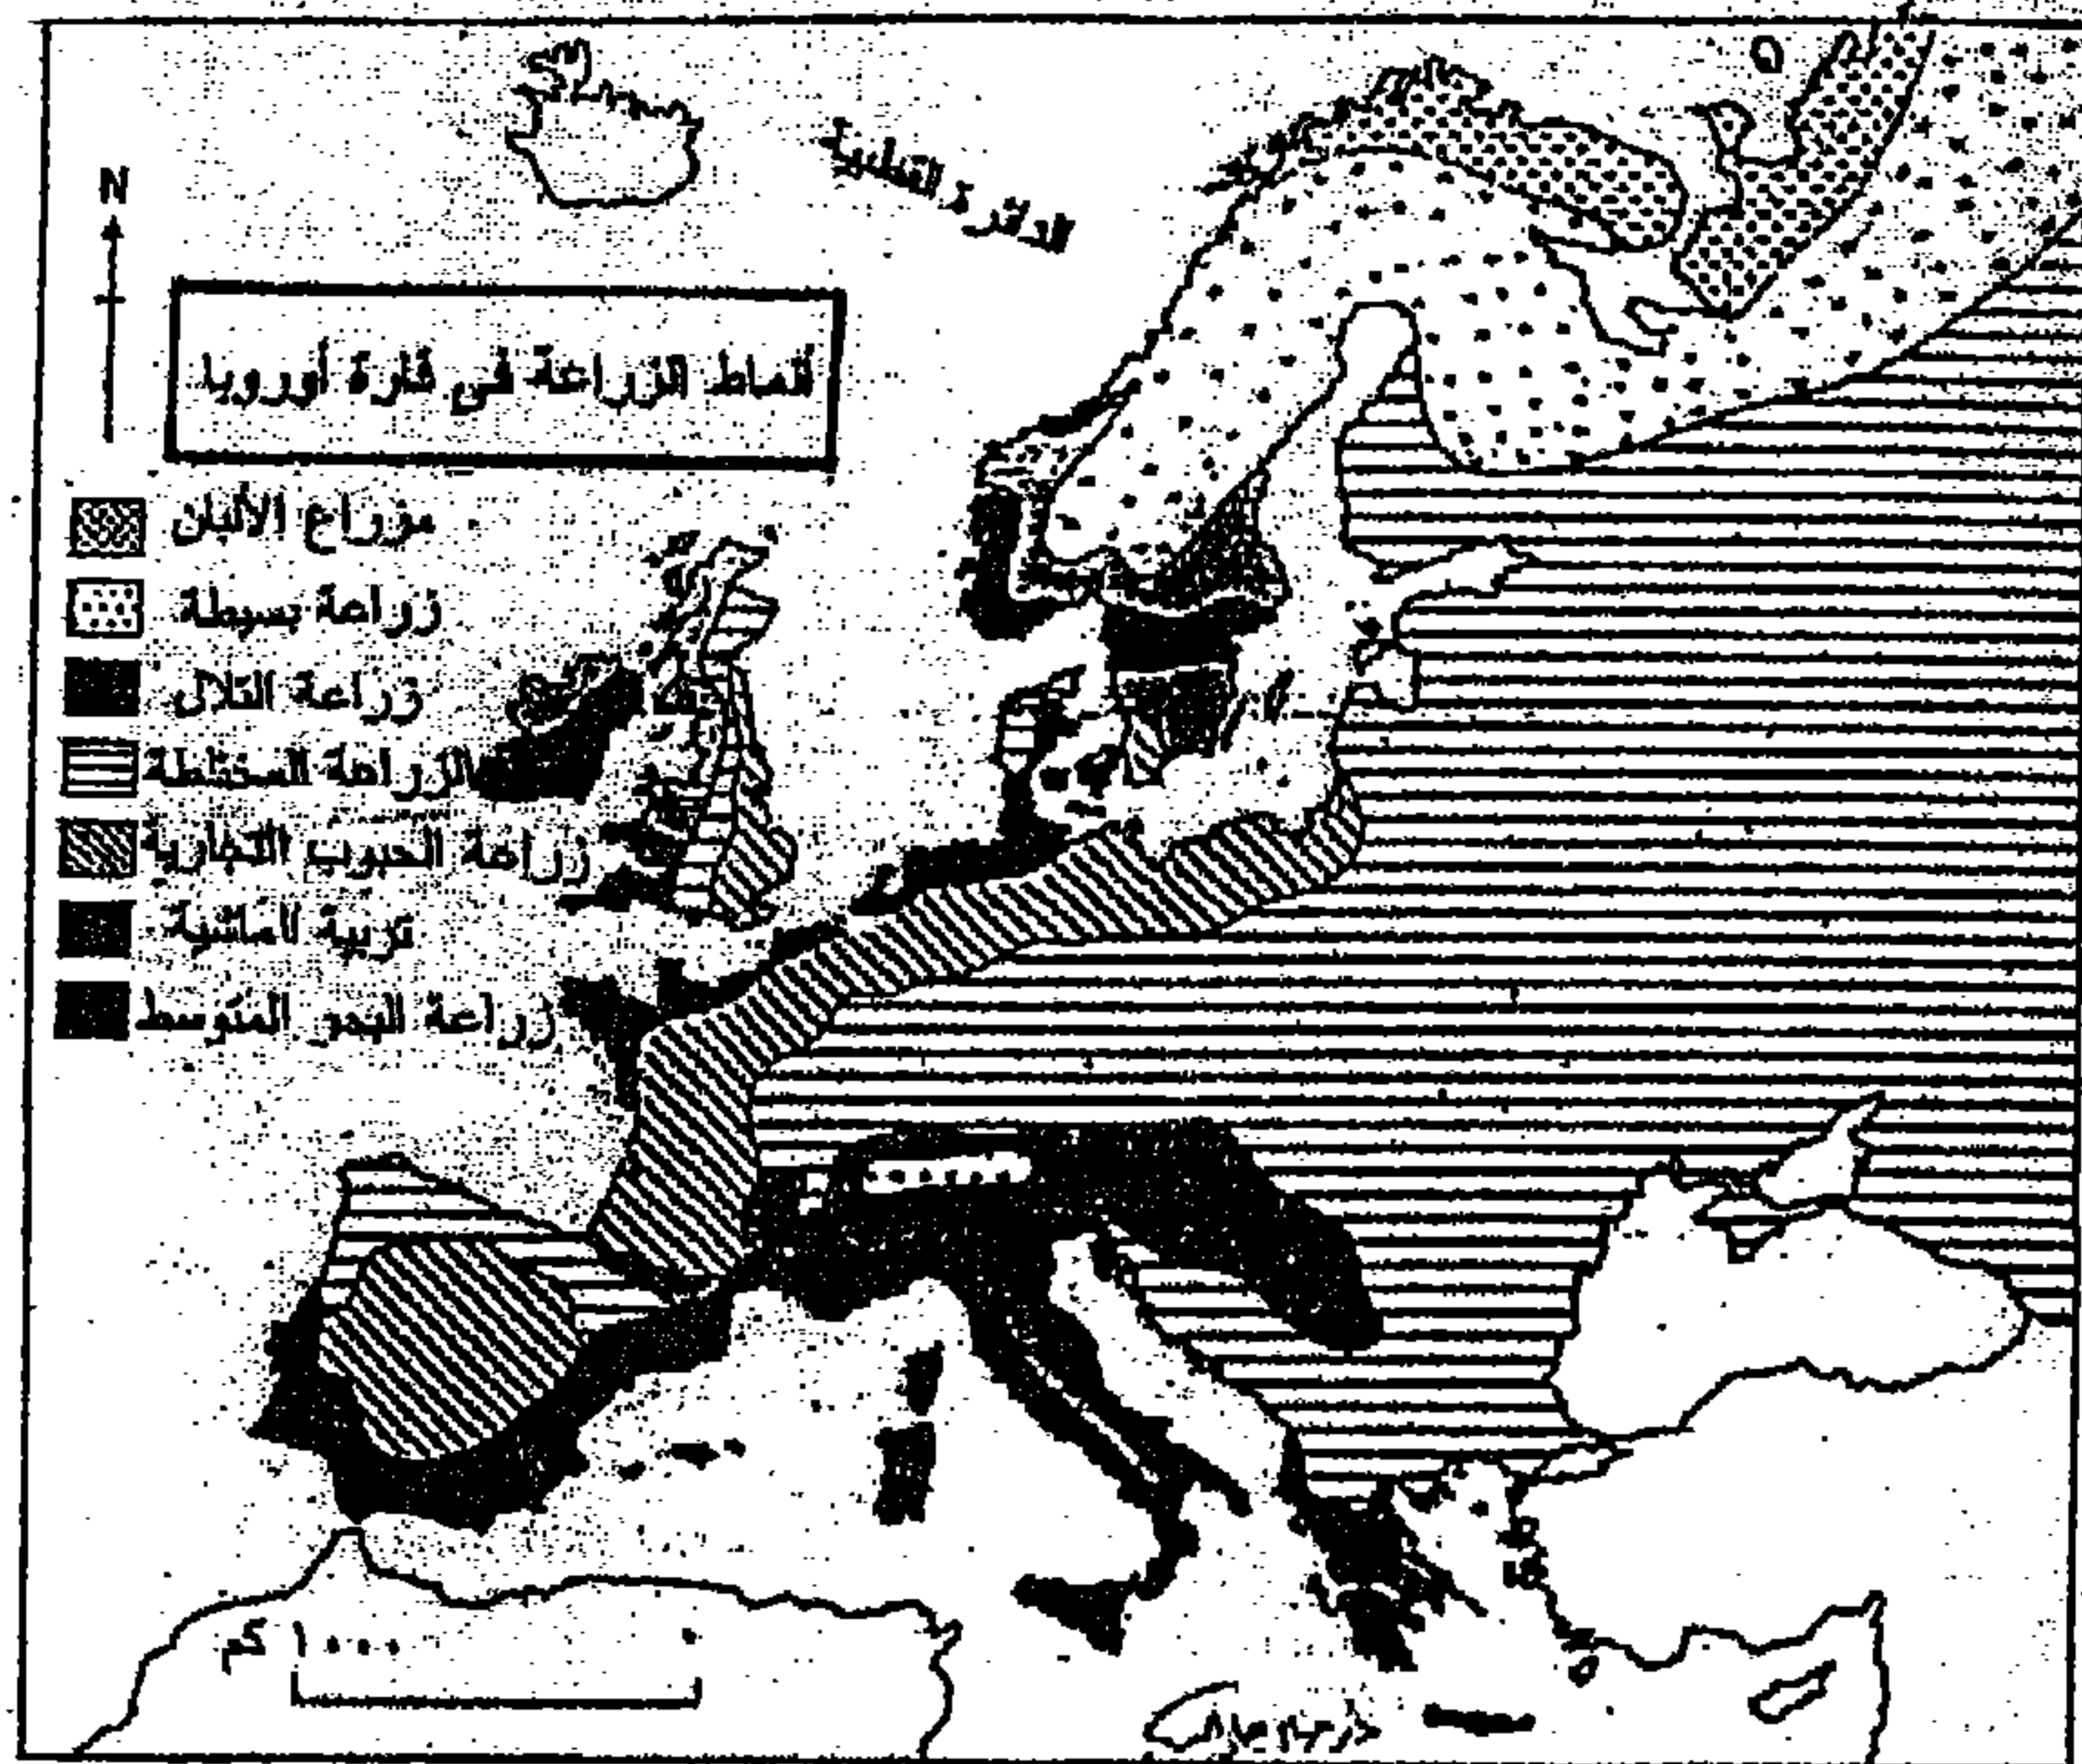 N
الدائرة القطبية
أنماط الزراعة في قارة أوروبا
مزراع الألبان
زراعة بسيطة
زراعة التلال
الزراعة المختلطة
زراعة الحبوب التجارية
تربية الماشية
زراعة البحر المتوسط
١٠٠٠ كم